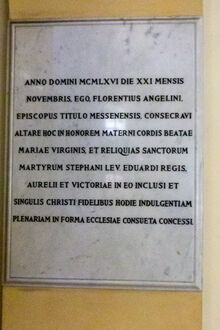 ANNO DOMINI MCMLXVI DIE XXI MENSIS
NOVEMBRIS, EGO, FLORENTIUS ANGELINI,
EPISCOPUS TITULO MESSENENSIS, CONSECRAVI
ALTARE HOC IN HONOREM MATERNI CORDIS BEATAE
MARIAE VIRGINIS, ET RELIQUIAS SANCTORUM
MARTYRUM STEPHANI LEV. EDUARDI REGIS,
AURELII ET VICTORIAE IN EO INCLUSI ET
SINGULIS CHRISTI FIDELIBUS HODIE INDULGENTIAM
PLENARIAM IN FORMA ECCLESIAE CONSUETA CONCESSI.